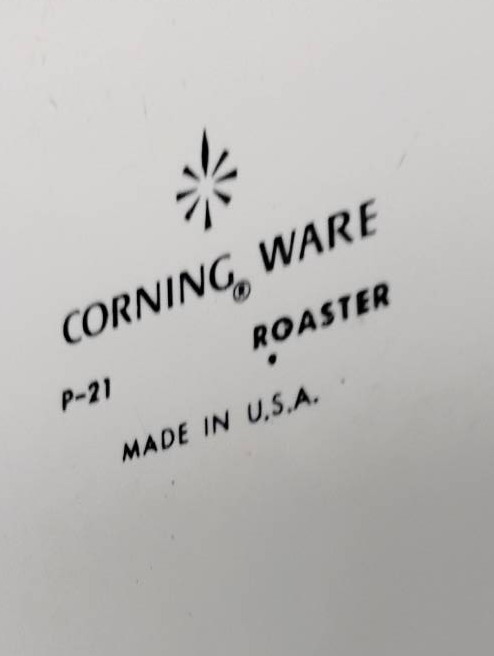 CORNING® WARE
P-21 ROASTER
MADE IN U.S.A.